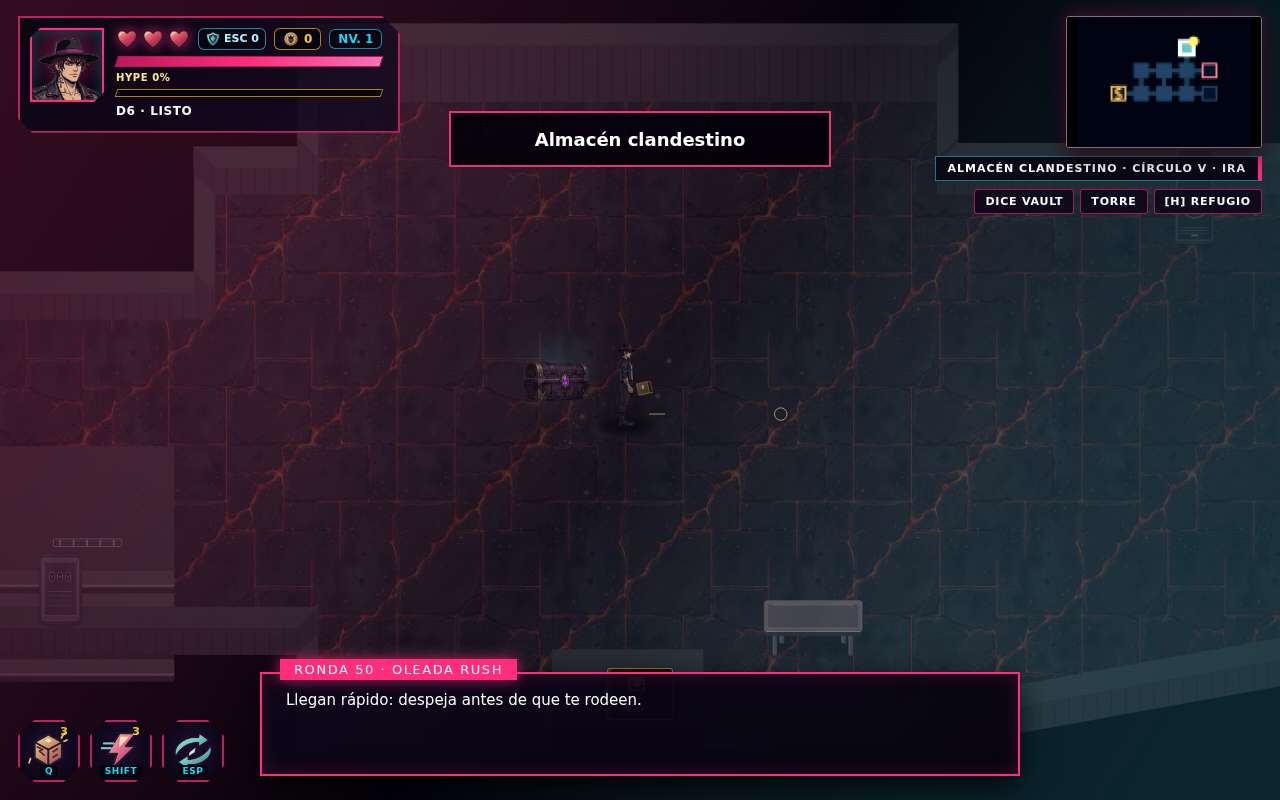 ESC 0
0
NV. 1
HYPE 0%
D6 · LISTO
Almacén clandestino
S
ALMACÉN CLANDESTINO · CÍRCULO V · IRA
DICE VAULT
TORRE
[H] REFUGIO
RONDA 50 · OLEADA RUSH
Llegan rápido: despeja antes de que te rodeen.
3
Q
3
SHIFT
ESP